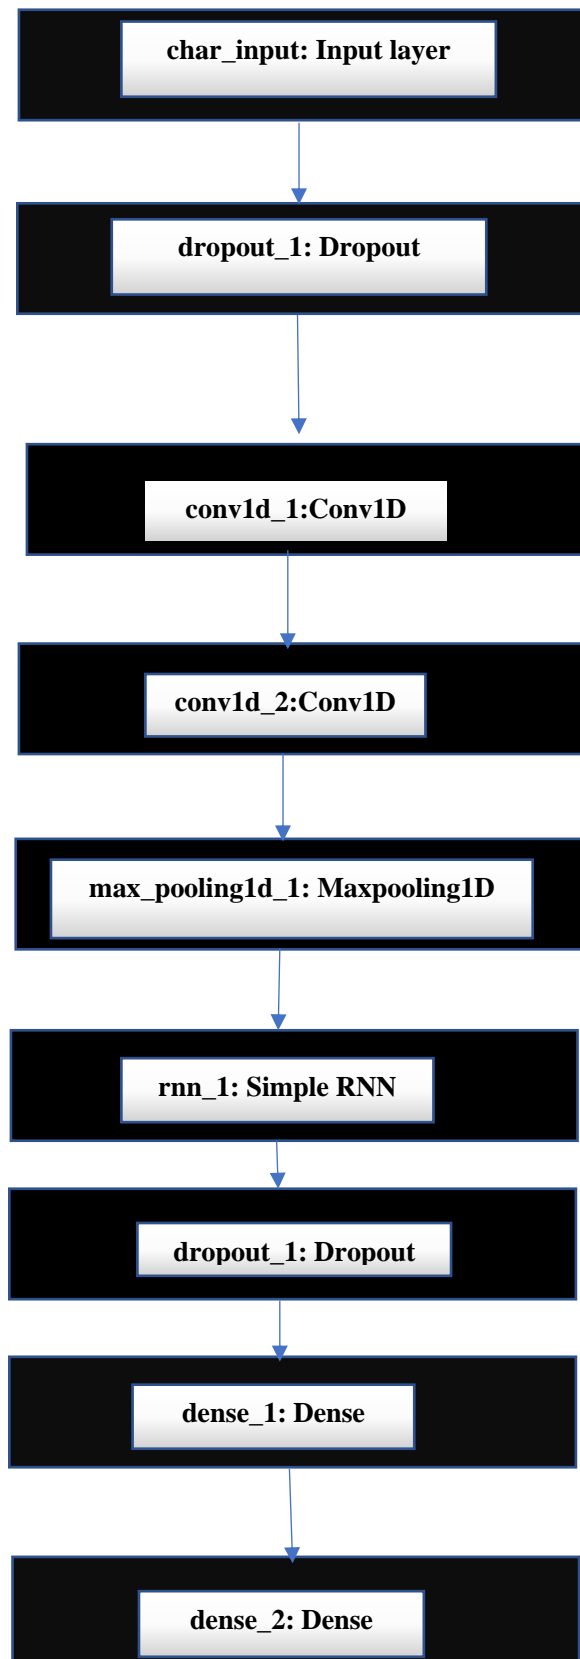 char_input: Input layer
dropout_1: Dropout
conv1d_1:Conv1D
conv1d_2:Conv1D
max_pooling1d_1: Maxpooling1D
rnn_1: Simple RNN
dropout_1: Dropout
dense_1: Dense
dense_2: Dense